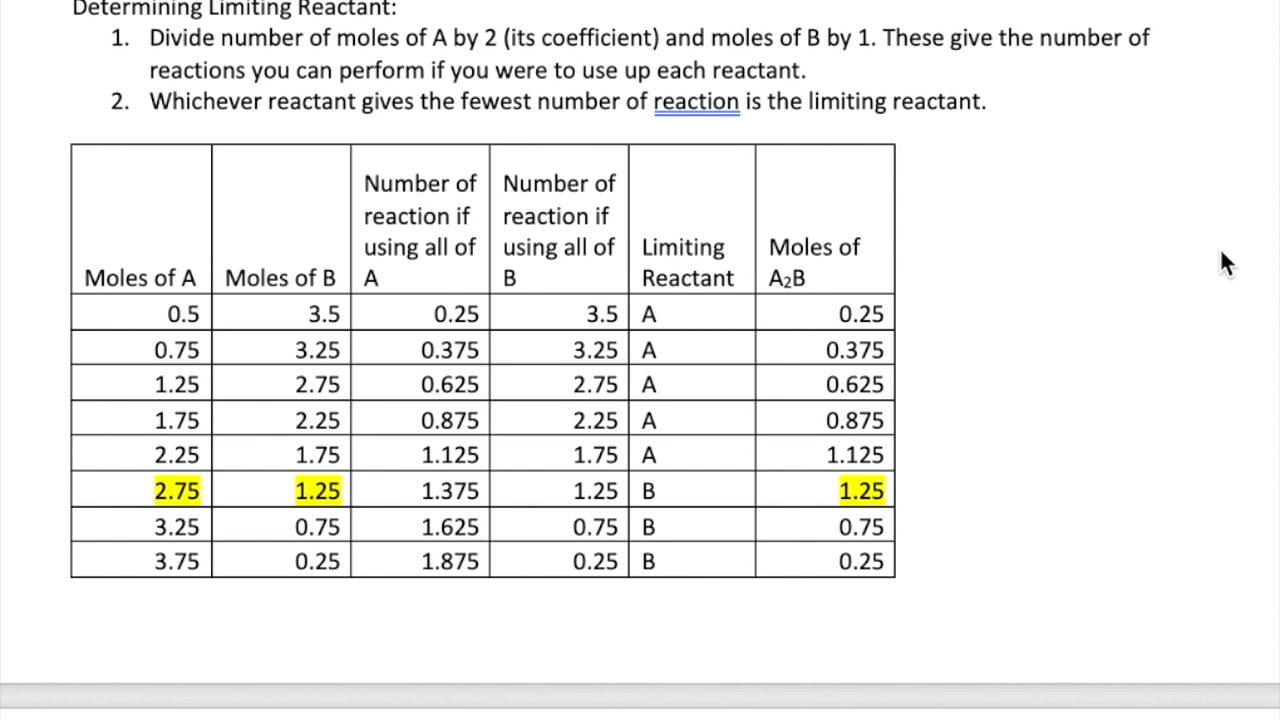 Determining Limiting Reactant:
1. Divide number of moles of A by 2 (its coefficient) and moles of B by 1. These give the number of
reactions you can perform if you were to use up each reactant.
2. Whichever reactant gives the fewest number of reaction is the limiting reactant.
Moles of A Moles of B Number of reaction if using all of A Number of reaction if using all of B Limiting Reactant Moles of A₂B
0.5 3.5 0.25 3.5 A 0.25
0.75 3.25 0.375 3.25 A 0.375
1.25 2.75 0.625 2.75 A 0.625
1.75 2.25 0.875 2.25 A 0.875
2.25 1.75 1.125 1.75 A 1.125
2.75 1.25 1.375 1.25 B 1.25
3.25 0.75 1.625 0.75 B 0.75
3.75 0.25 1.875 0.25 B 0.25